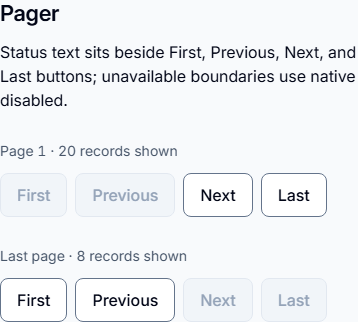 Pager
Status text sits beside First, Previous, Next, and
Last buttons; unavailable boundaries use native
disabled.
Page 1 · 20 records shown
First Previous Next Last
Last page · 8 records shown
First Previous Next Last